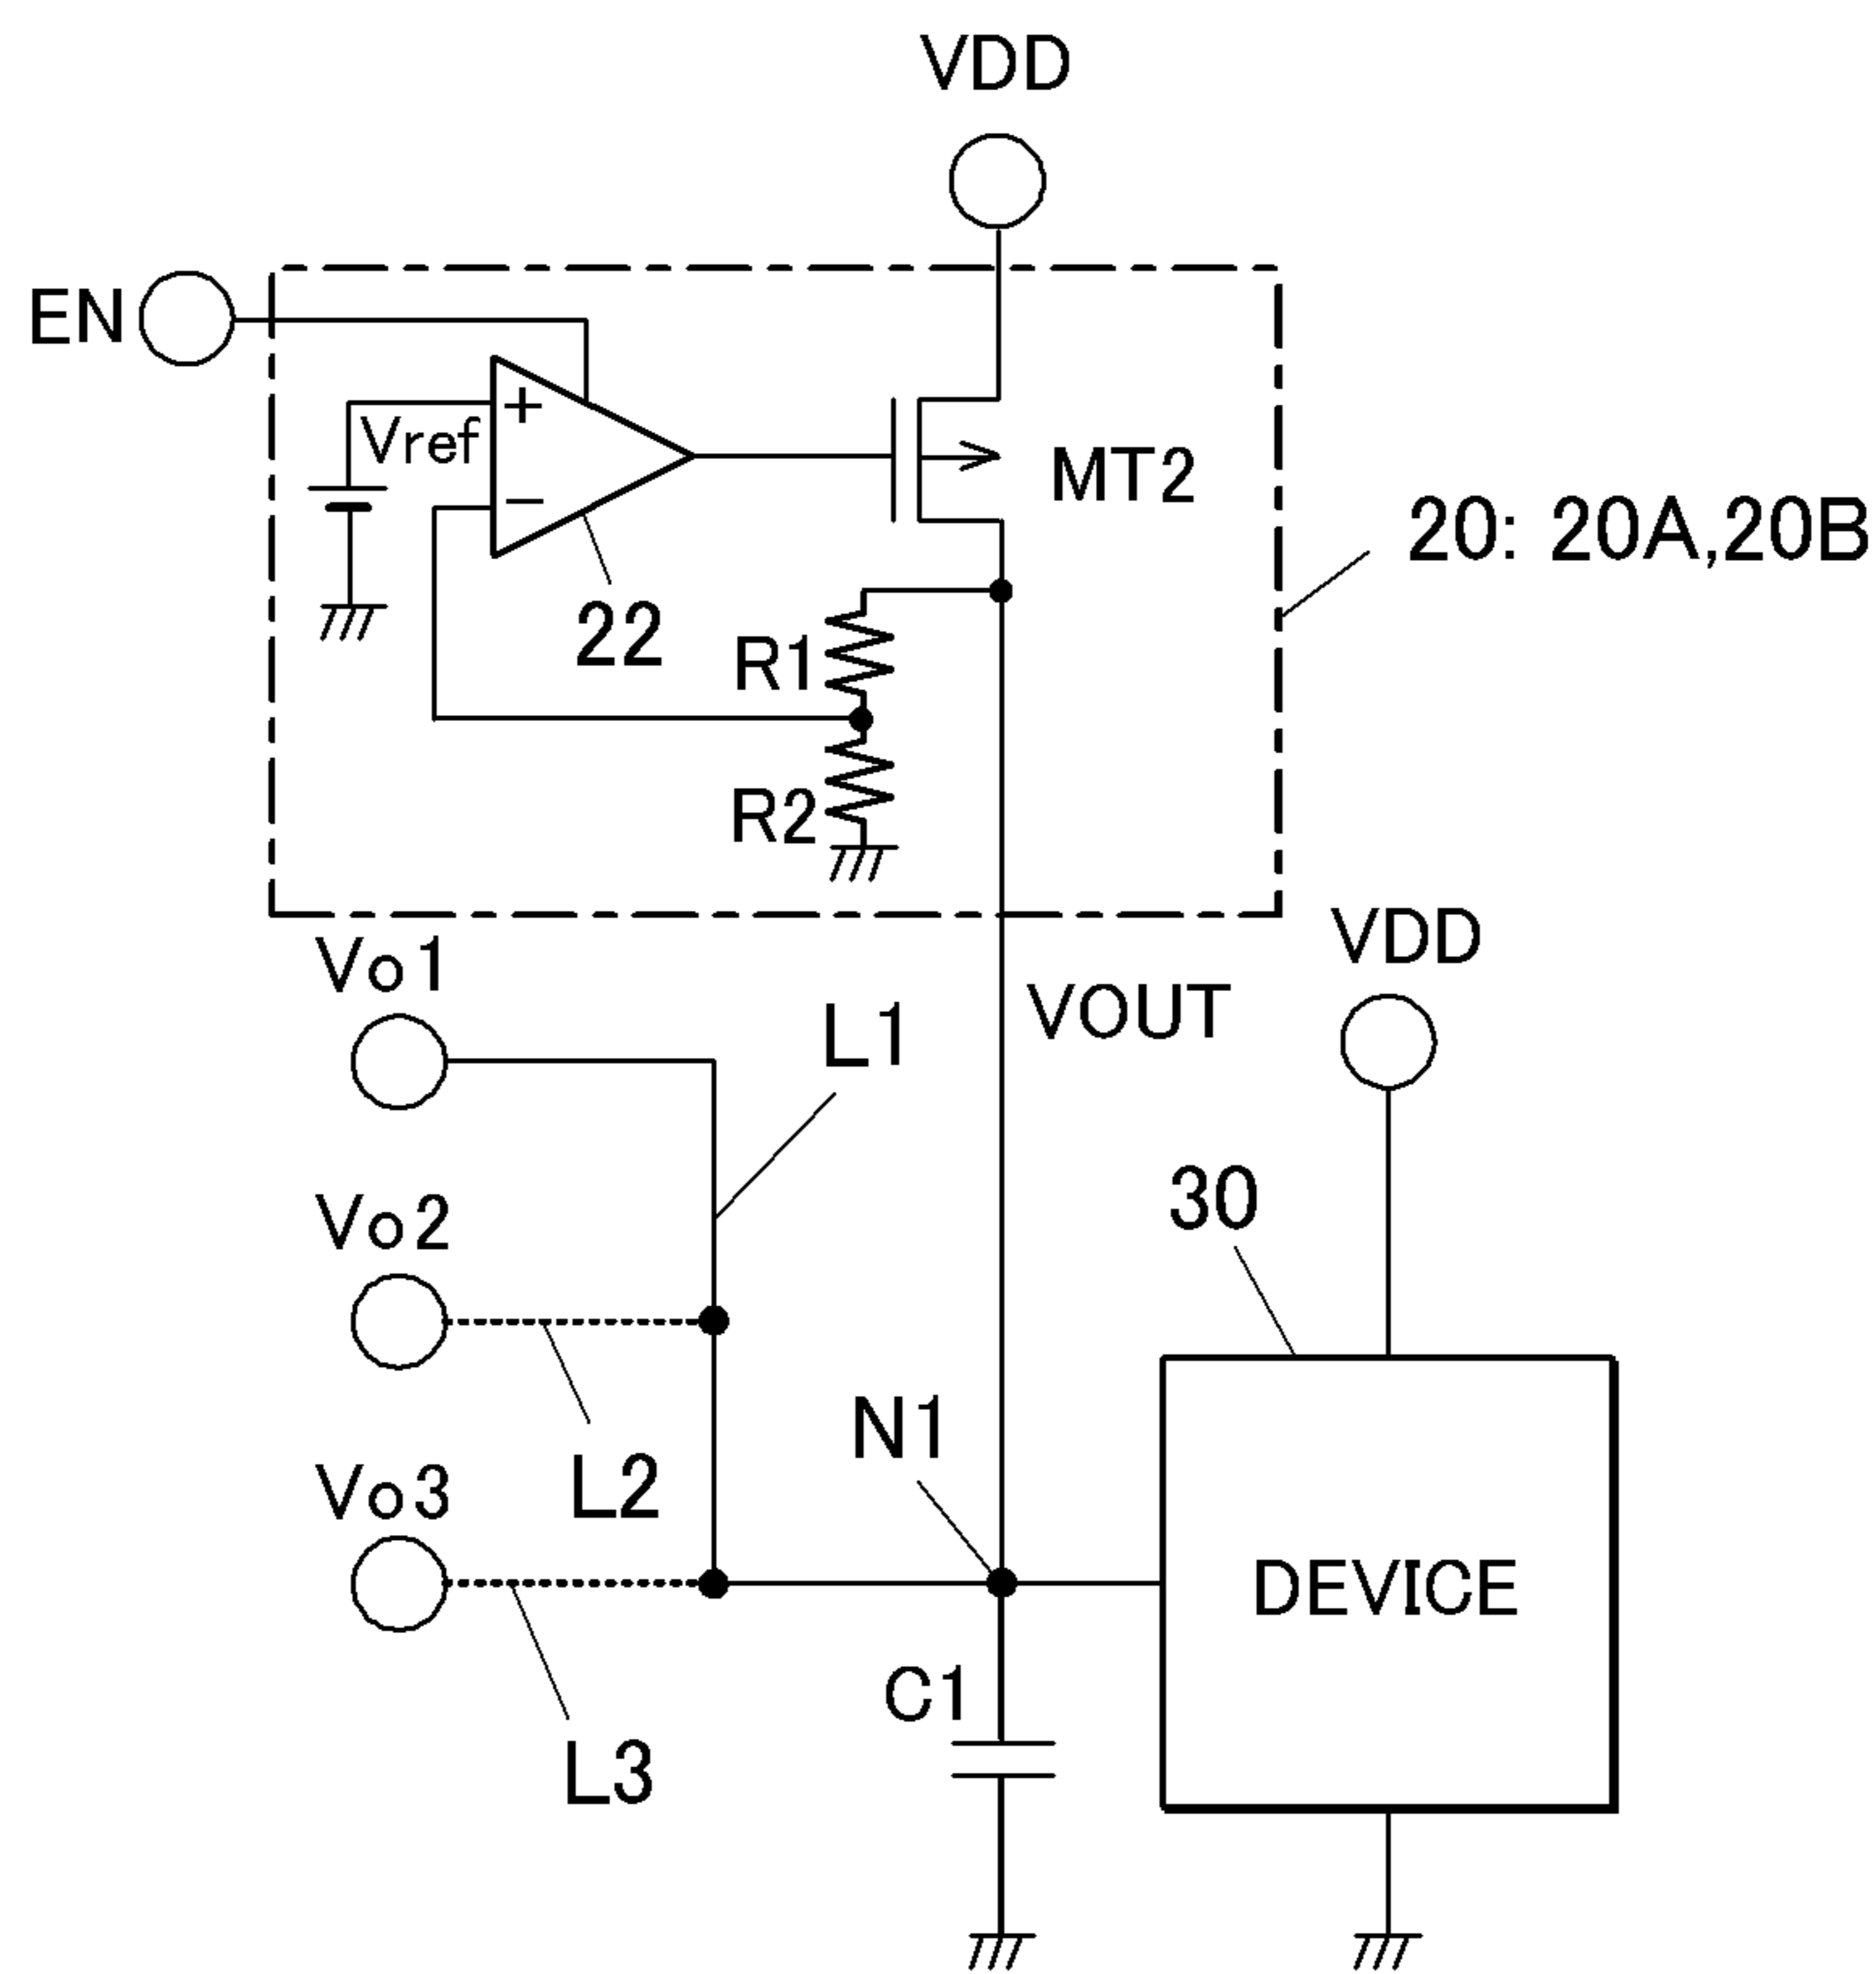 VDD
EN
+
Vref
−
MT2
20: 20A,20B
22
R1
R2
Vo1
L1
VOUT
VDD
Vo2
30
L2
N1
Vo3
DEVICE
C1
L3